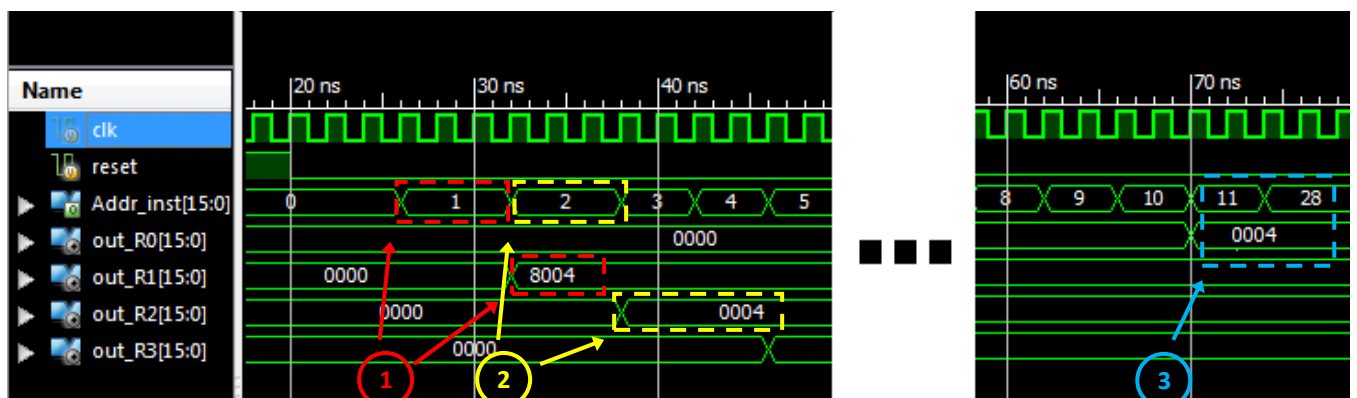 20 ns 30 ns 40 ns 60 ns 70 ns
Name
clk
reset
Addr_inst[15:0] 0 1 2 3 4 5 8 9 10 11 28
out_R0[15:0] 0000 0004
out_R1[15:0] 0000 8004
out_R2[15:0] 0000 0004
out_R3[15:0] 0000
1 2 3